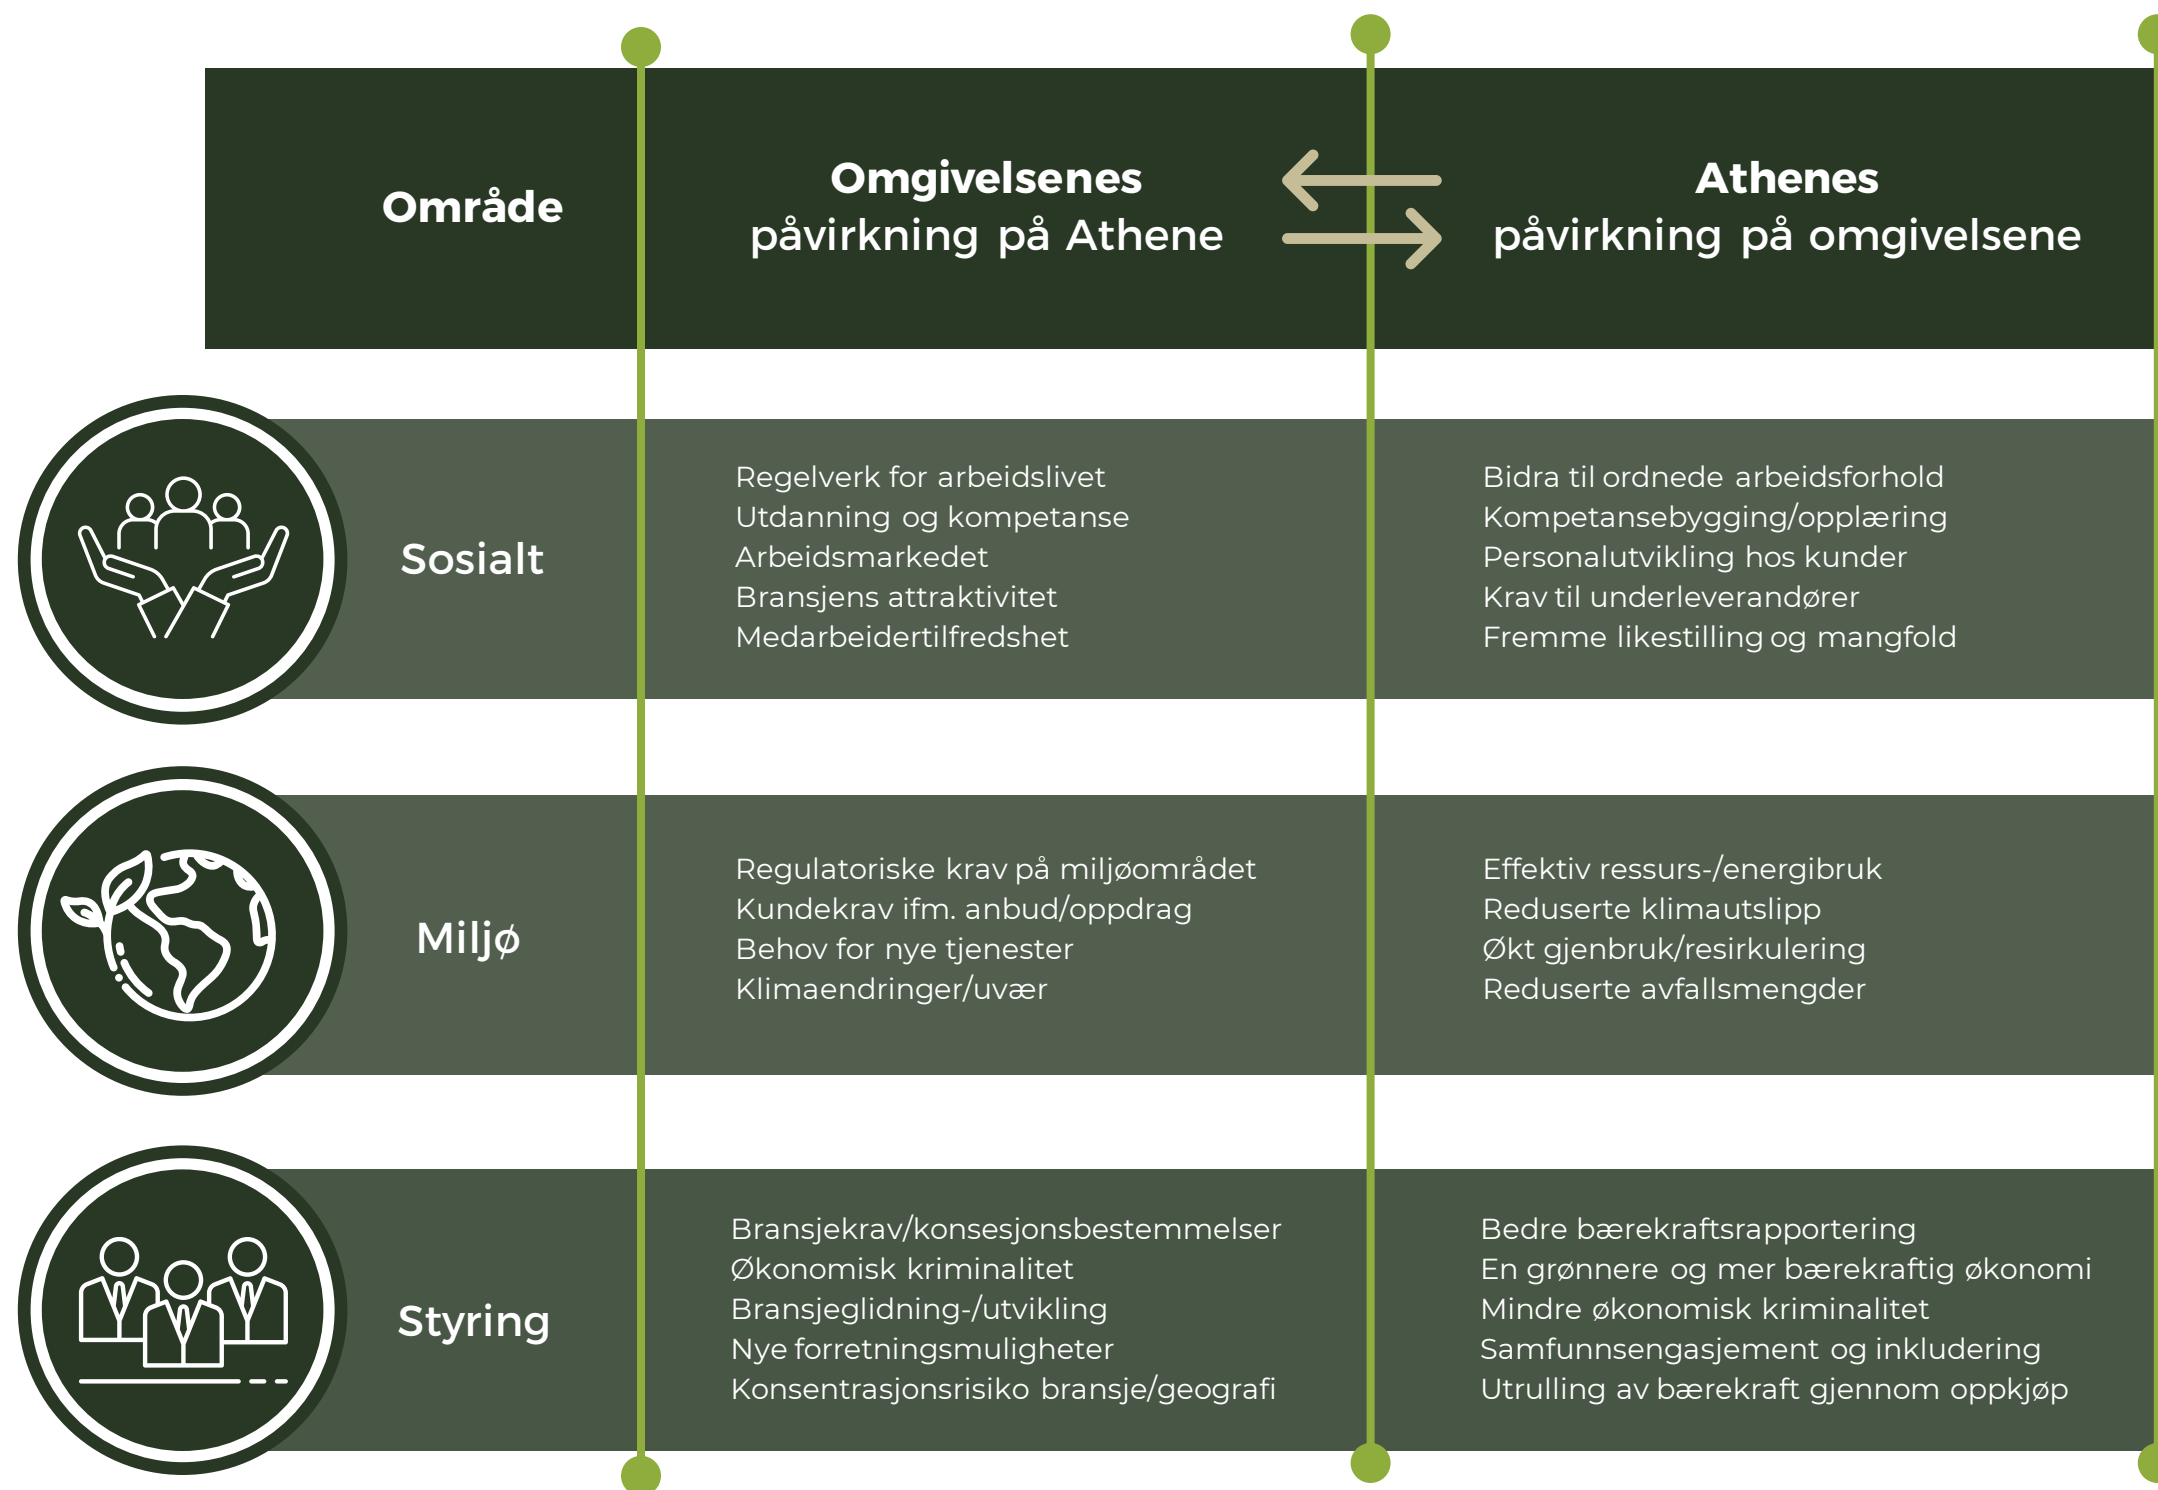 Område
Omgivelsenes
påvirkning på Athene
Athenes
påvirkning på omgivelsene
Sosialt
Regelverk for arbeidslivet
Utdanning og kompetanse
Arbeidsmarkedet
Bransjens attraktivitet
Medarbeidertilfredshet
Bidra til ordnede arbeidsforhold
Kompetansebygging/opplæring
Personalutvikling hos kunder
Krav til underleverandører
Fremme likestilling og mangfold
Miljø
Regulatoriske krav på miljøområdet
Kundekrav ifm. anbud/oppdrag
Behov for nye tjenester
Klimaendringer/uvær
Effektiv ressurs-/energibruk
Reduserte klimautslipp
Økt gjenbruk/resirkulering
Reduserte avfallsmengder
Styring
Bransjekrav/konsesjonsbestemmelser
Økonomisk kriminalitet
Bransjeglidning-/utvikling
Nye forretningsmuligheter
Konsentrasjonsrisiko bransje/geografi
Bedre bærekraftsrapportering
En grønnere og mer bærekraftig økonomi
Mindre økonomisk kriminalitet
Samfunnsengasjement og inkludering
Utrulling av bærekraft gjennom oppkjøp